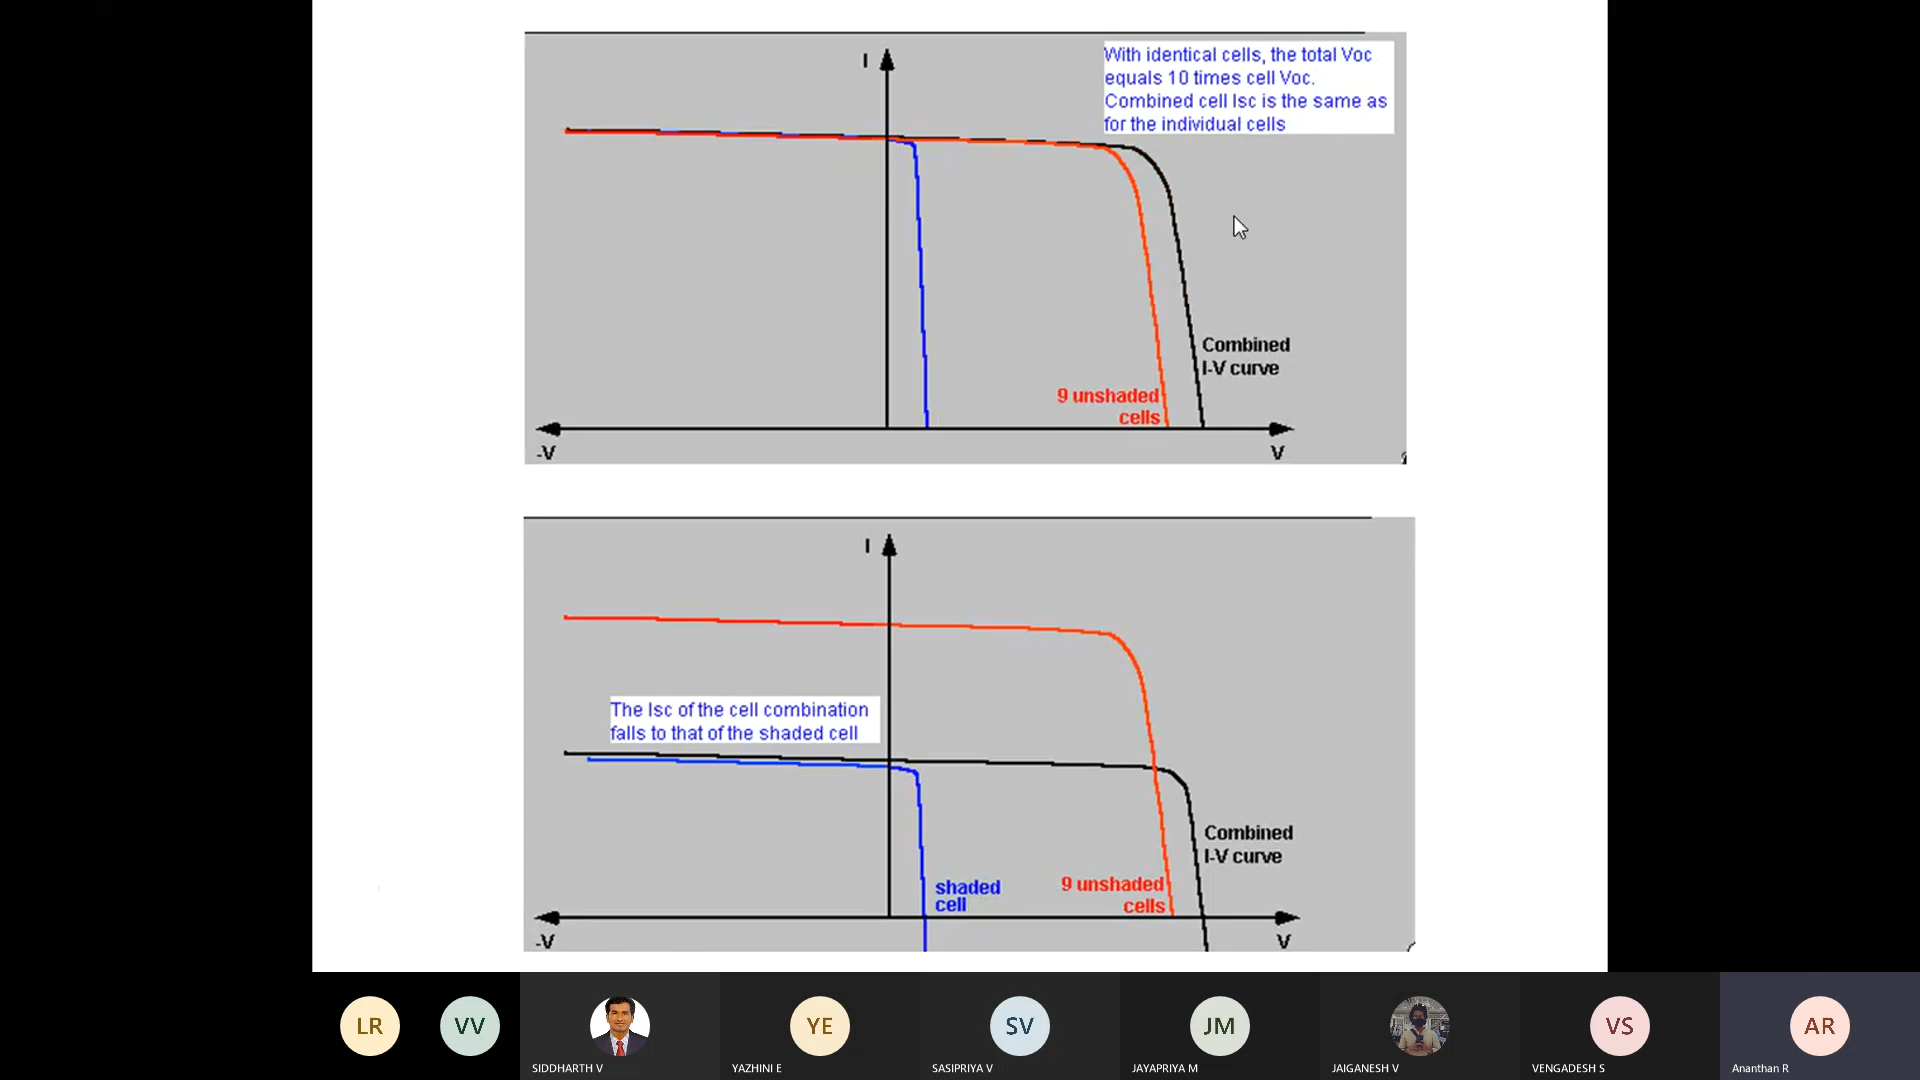 I
With identical cells, the total Voc
equals 10 times cell Voc.
Combined cell Isc is the same as
for the individual cells
Combined
I-V curve
9 unshaded
cells
-V
V
I
The Isc of the cell combination
falls to that of the shaded cell
Combined
I-V curve
shaded
cell
9 unshaded
cells
-V
V
LR
VV
YE
SV
JM
VS
AR
SIDDHARTH V
YAZHINI E
SASIPRIYA V
JAYAPRIYA M
JAIGANESH V
VENGADESH S
Ananthan R